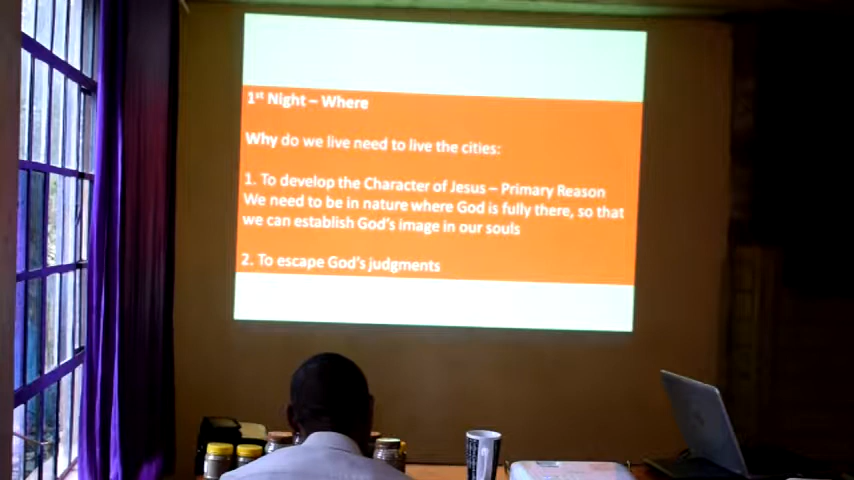 1st Night – Where
Why do we live need to live the cities:
1. To develop the Character of Jesus – Primary Reason
We need to be in nature where God is fully there, so that
we can establish God's image in our souls
2. To escape God's judgments